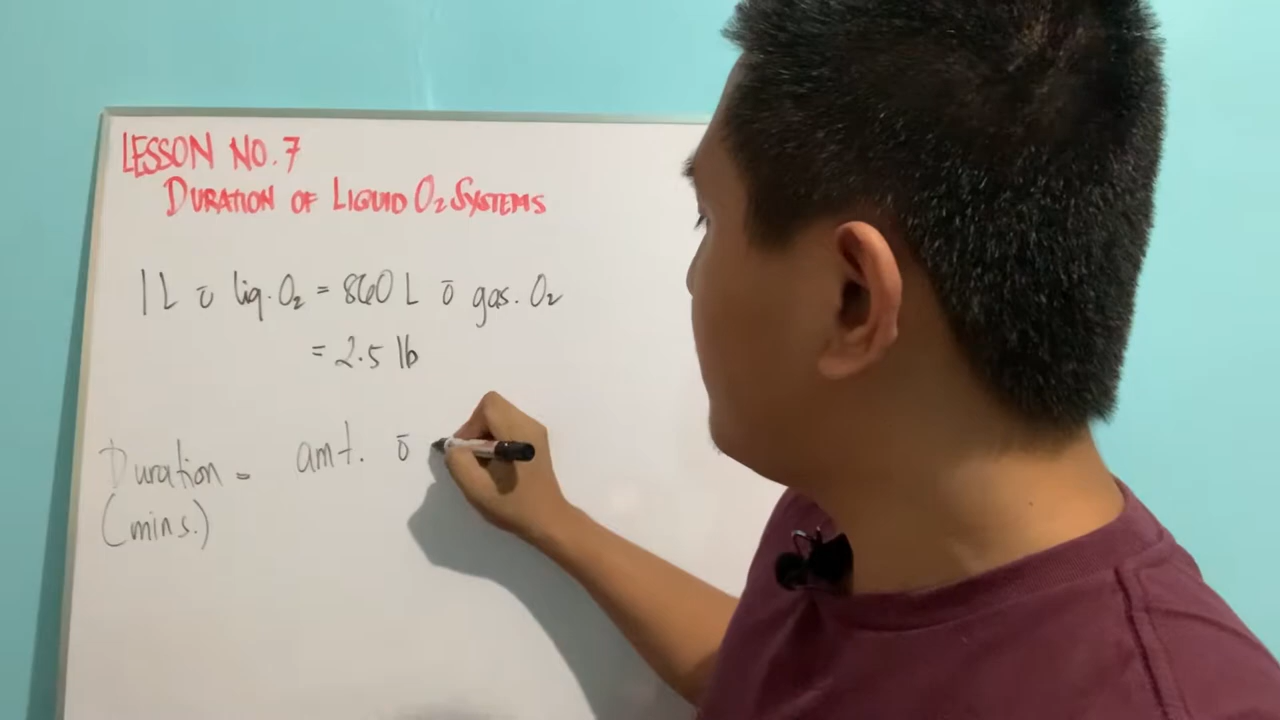 LESSON NO. 7
DURATION OF LIQUID O₂ SYSTEMS
1 L ō liq. O₂ = 860 L ō gas. O₂
= 2.5 lb
Duration = amt. ō
(mins.)